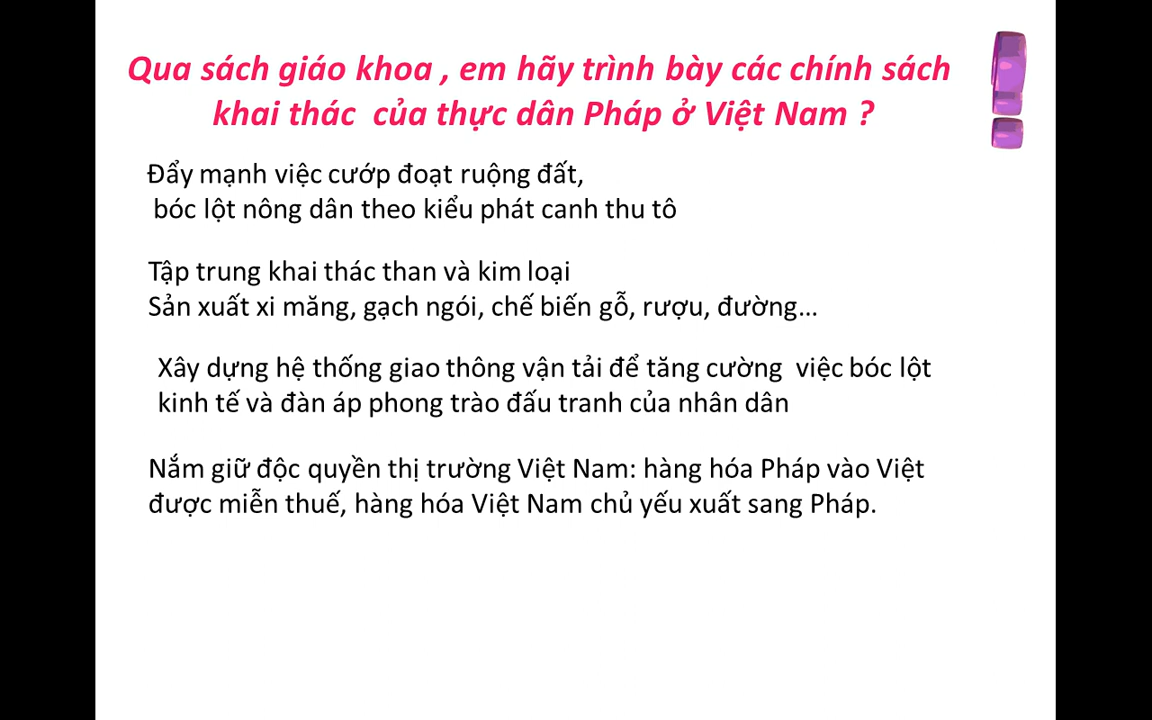 Qua sách giáo khoa , em hãy trình bày các chính sách
khai thác của thực dân Pháp ở Việt Nam ?
Đẩy mạnh việc cướp đoạt ruộng đất,
bóc lột nông dân theo kiểu phát canh thu tô
Tập trung khai thác than và kim loại
Sản xuất xi măng, gạch ngói, chế biến gỗ, rượu, đường...
Xây dựng hệ thống giao thông vận tải để tăng cường việc bóc lột
kinh tế và đàn áp phong trào đấu tranh của nhân dân
Nắm giữ độc quyền thị trường Việt Nam: hàng hóa Pháp vào Việt
được miễn thuế, hàng hóa Việt Nam chủ yếu xuất sang Pháp.